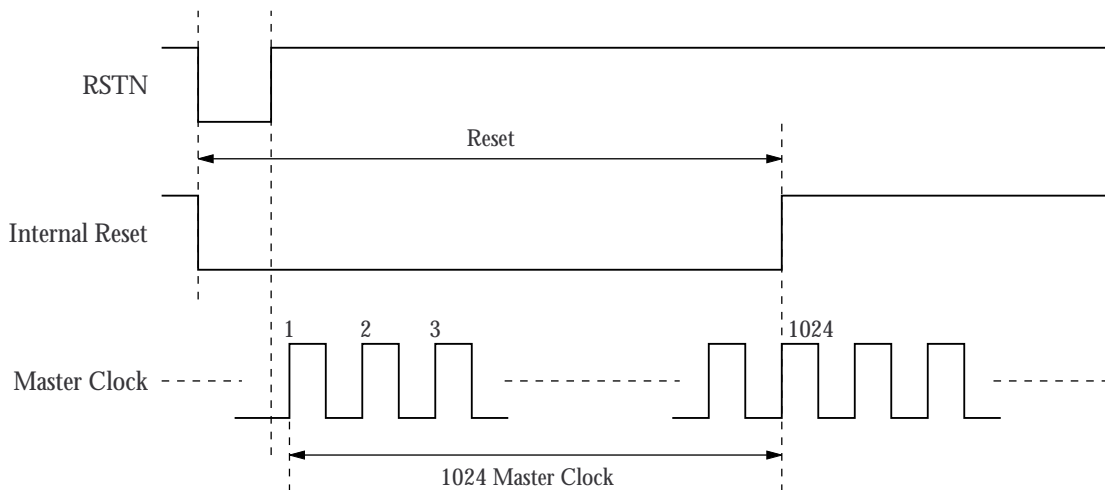 RSTN
Reset
Internal Reset
1 2 3 1024
Master Clock
1024 Master Clock